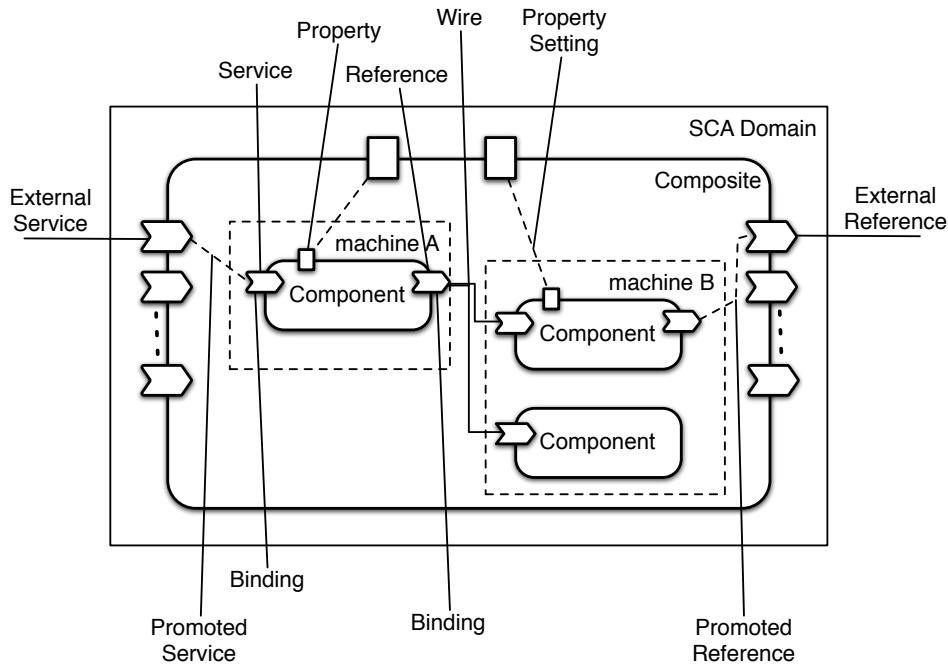 Wire
Property
Setting
Property
Service
Reference
SCA Domain
Composite
External
Service
External
Reference
machine A
Component
machine B
Component
Component
Binding
Binding
Promoted
Service
Promoted
Reference